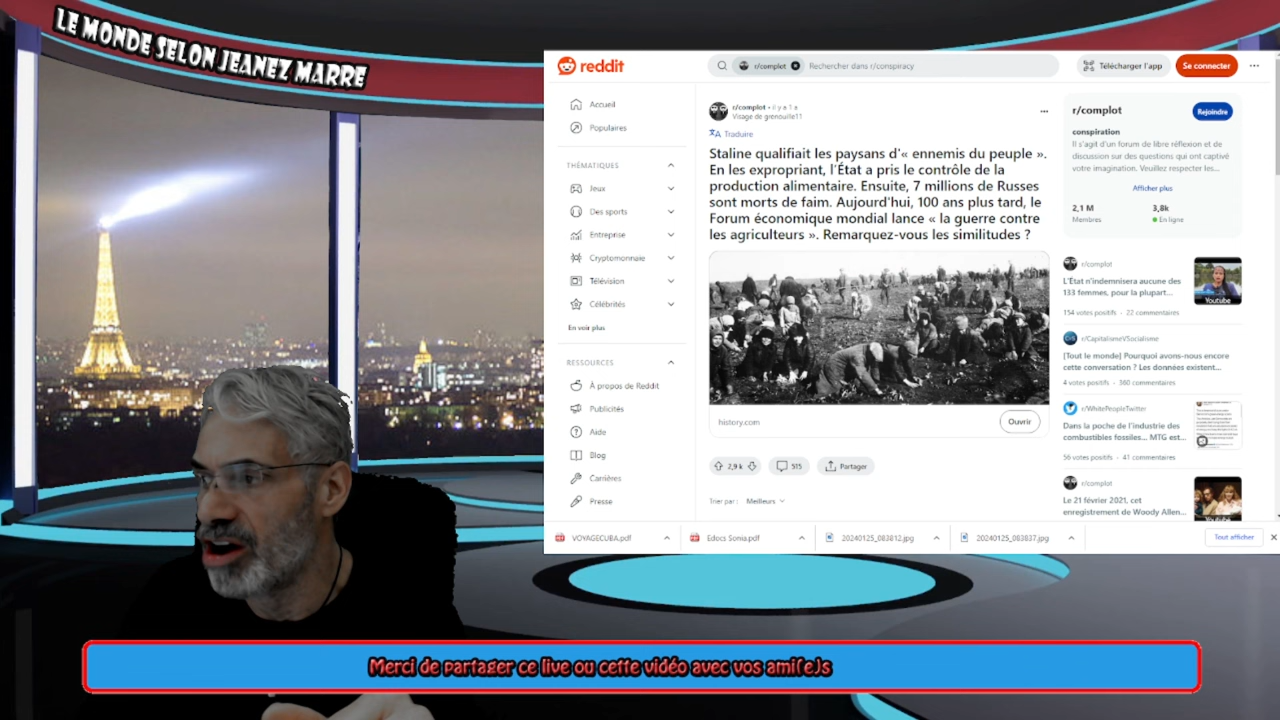 LE MONDE SELON JEANEZ MARRE
reddit
r/complot
Rechercher dans r/conspiracy
Télécharger l'app
Se connecter
Accueil
Populaires
THÉMATIQUES
Jeux
Des sports
Entreprise
Cryptomonnaie
Télévision
Célébrités
En voir plus
RESSOURCES
À propos de Reddit
Publicités
Aide
Blog
Carrières
Presse
r/complot • il y a 1 a
Visage de grenouille11
Traduire
Staline qualifiait les paysans d'« ennemis du peuple ».
En les expropriant, l'État a pris le contrôle de la
production alimentaire. Ensuite, 7 millions de Russes
sont morts de faim. Aujourd'hui, 100 ans plus tard, le
Forum économique mondial lance « la guerre contre
les agriculteurs ». Remarquez-vous les similitudes ?
history.com
Ouvrir
2,9 k
515
Partager
Trier par : Meilleurs
r/complot
Rejoindre
conspiration
Il s'agit d'un forum de libre réflexion et de
discussion sur des questions qui ont captivé
votre imagination. Veuillez respecter les...
Afficher plus
2,1 M
3,8k
Membres
En ligne
r/complot
L'État n'indemnisera aucune des
133 femmes, pour la plupart...
Youtube
154 votes positifs · 22 commentaires
r/CapitalismeVSocialisme
[Tout le monde] Pourquoi avons-nous encore
cette conversation ? Les données existent...
4 votes positifs · 360 commentaires
r/WhitePeopleTwitter
Dans la poche de l'industrie des
combustibles fossiles... MTG est...
56 votes positifs · 41 commentaires
r/complot
Le 21 février 2021, cet
enregistrement de Woody Allen...
Youtube
VOYAGECUBA.pdf
Edocs Sonia.pdf
20240125_083812.jpg
20240125_083837.jpg
Tout afficher
Merci de partager ce live ou cette vidéo avec vos ami(e)s